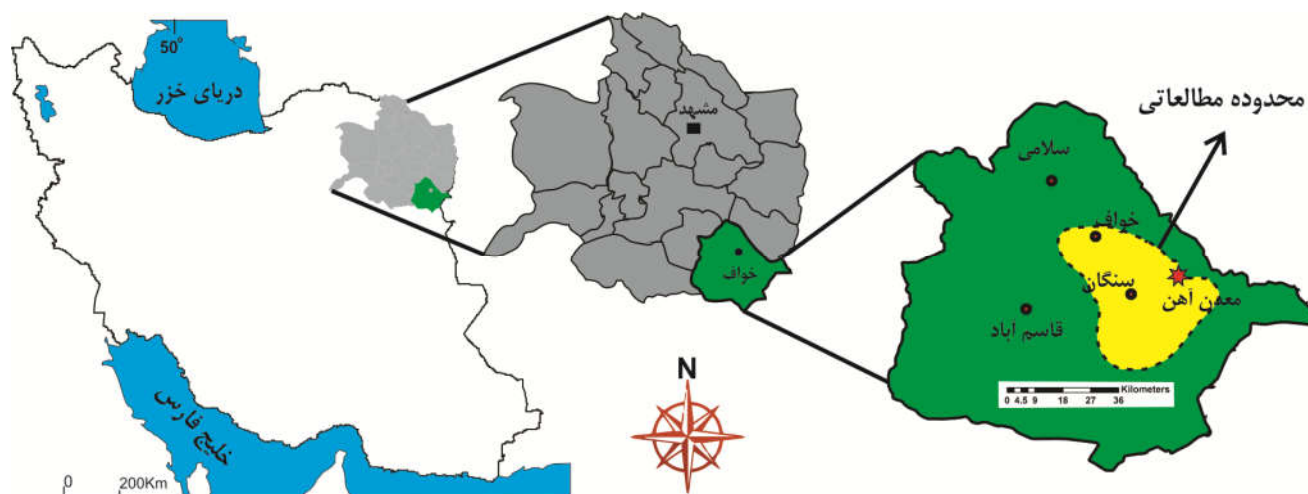 50°
دریای خزر
خلیج فارس
0 200Km
مشهد
خواف
N
محدوده مطالعاتی
سلامی
خواف
سنگان
معدن آهن
قاسم آباد
Kilometers
0 4.5 9 18 27 36